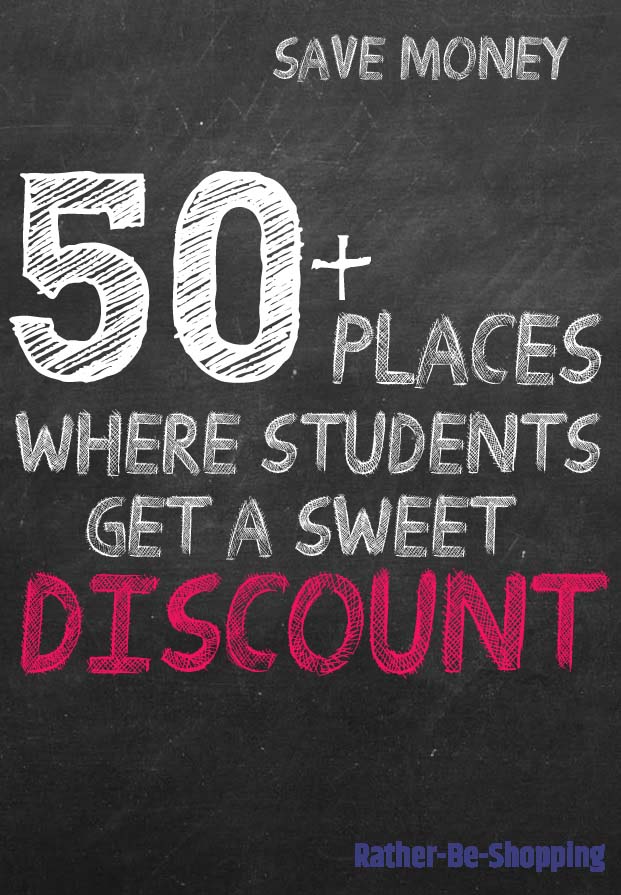 SAVE MONEY
50+ PLACES
WHERE STUDENTS
GET A SWEET
DISCOUNT
Rather-Be-Shopping